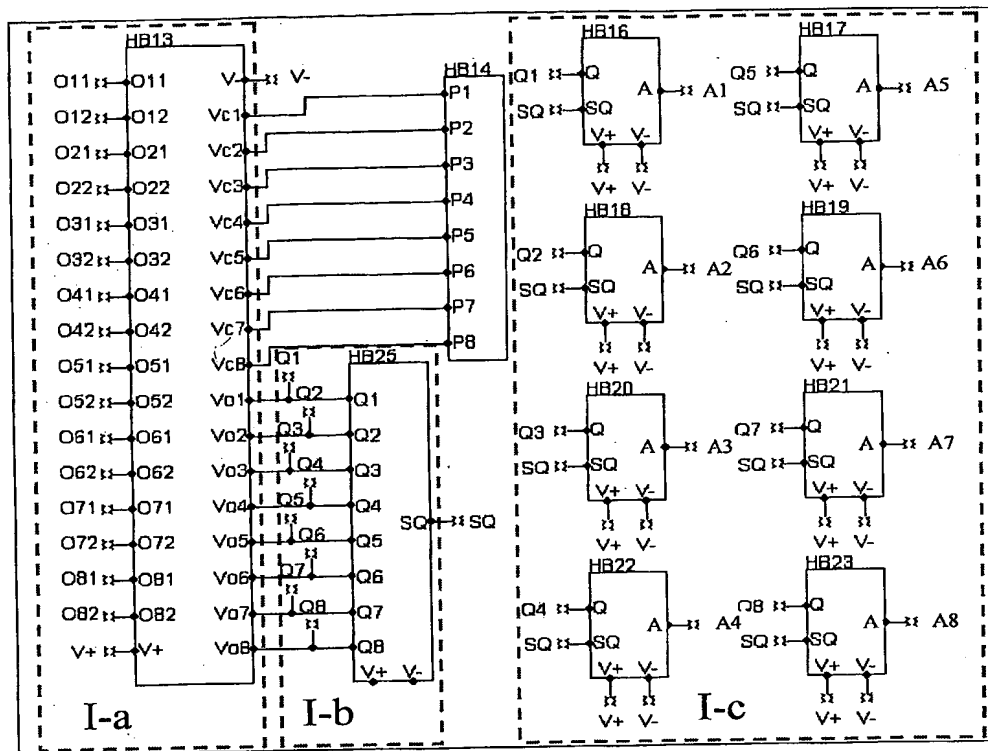 HB13
O11 O11 V- V-
O12 O12 Vc1
O21 O21 Vc2
O22 O22 Vc3
O31 O31 Vc4
O32 O32 Vc5
O41 O41 Vc6
O42 O42 Vc7
O51 O51 Vc8
O52 O52 Vo1
O61 O61 Vo2
O62 O62 Vo3
O71 O71 Vo4
O72 O72 Vo5
O81 O81 Vo6
O82 O82 Vo7
V+ V+ Vo8
I-a
HB14
P1
P2
P3
P4
P5
P6
P7
P8
HB25
Q1
Q2 Q1
Q3 Q2
Q4 Q3
Q5 Q4
Q6 Q5
Q7 Q6
Q8 Q7
Q8
SQ SQ
V+ V-
I-b
HB16
Q1 Q
A A1
SQ SQ
V+ V-
V+ V-
HB17
Q5 Q
A A5
SQ SQ
V+ V-
V+ V-
HB18
Q2 Q
A A2
SQ SQ
V+ V-
V+ V-
HB19
Q6 Q
A A6
SQ SQ
V+ V-
V+ V-
HB20
Q3 Q
A A3
SQ SQ
V+ V-
V+ V-
HB21
Q7 Q
A A7
SQ SQ
V+ V-
V+ V-
HB22
Q4 Q
A A4
SQ SQ
V+ V-
V+ V-
HB23
Q8 Q
A A8
SQ SQ
V+ V-
V+ V-
I-c